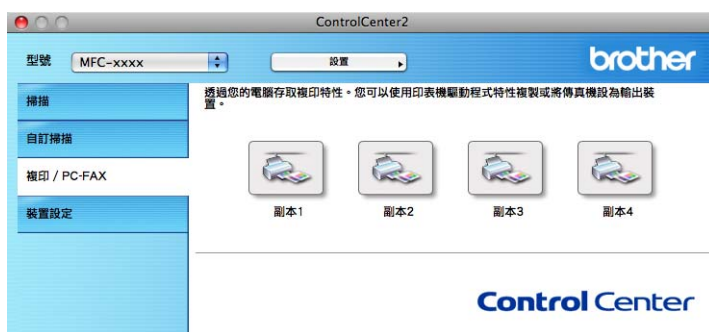 ControlCenter2
型號 MFC-xxxx 設置 brother
掃描
透過您的電腦存取複印特性。您可以使用印表機驅動程式特性複製或將傳真機設為輸出裝
置。
自訂掃描
複印 / PC-FAX
裝置設定
副本1 副本2 副本3 副本4
Control Center